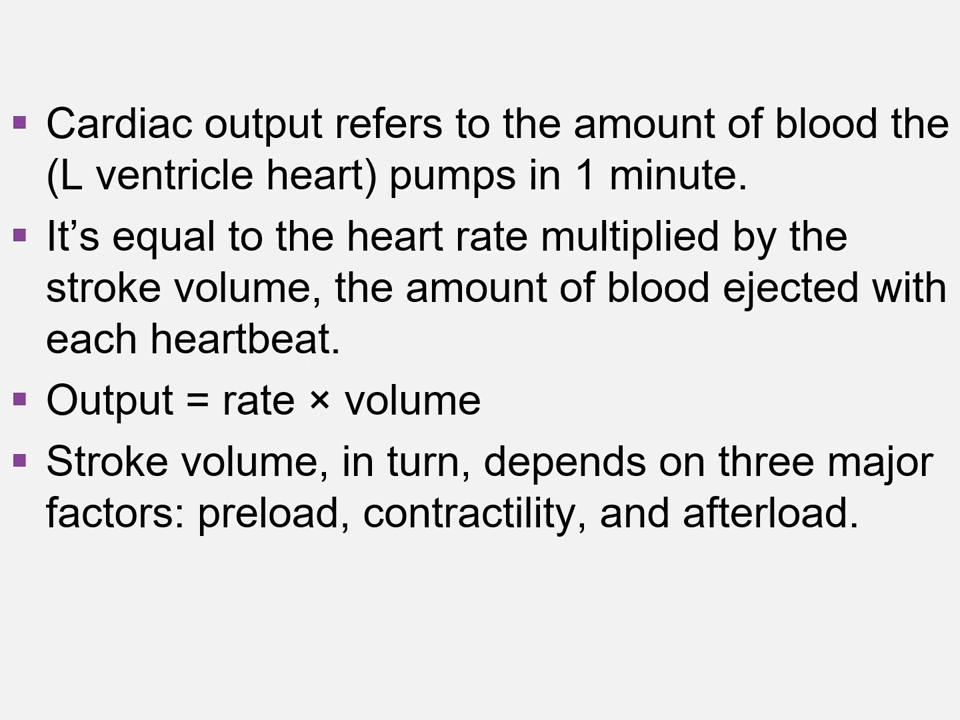 ▪ Cardiac output refers to the amount of blood the
(L ventricle heart) pumps in 1 minute.
▪ It’s equal to the heart rate multiplied by the
stroke volume, the amount of blood ejected with
each heartbeat.
▪ Output = rate × volume
▪ Stroke volume, in turn, depends on three major
factors: preload, contractility, and afterload.